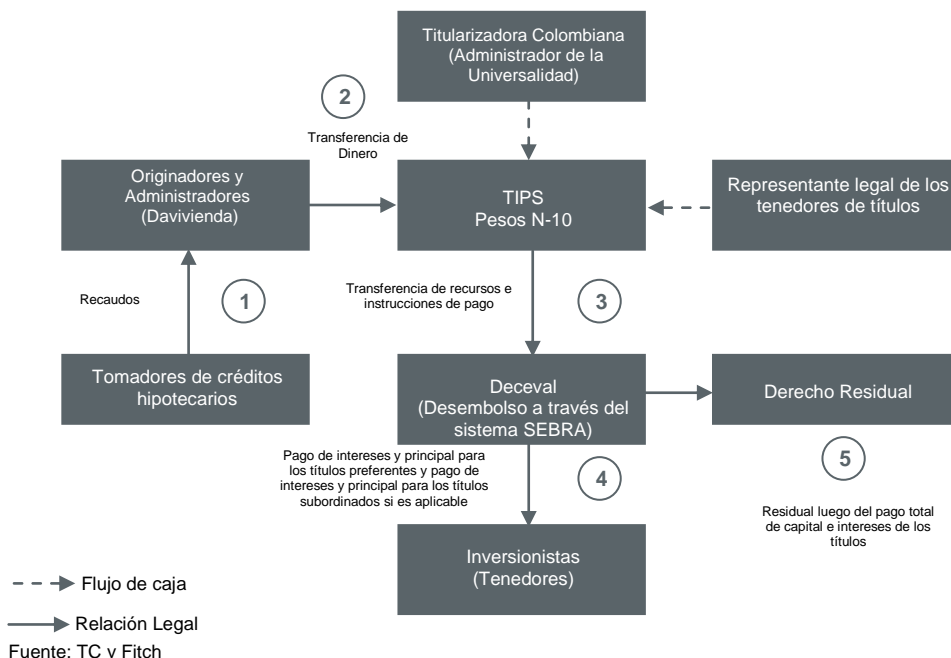 Titularizadora Colombiana
(Administrador de la
Universalidad)
2
Transferencia de
Dinero
Originadores y
Administradores
(Davivienda)
TIPS
Pesos N-10
Representante legal de los
tenedores de títulos
Recaudos
1
Transferencia de recursos e
instrucciones de pago
3
Tomadores de créditos
hipotecarios
Deceval
(Desembolso a través del
sistema SEBRA)
Derecho Residual
Pago de intereses y principal para
los títulos preferentes y pago de
intereses y principal para los títulos
subordinados si es aplicable
4
5
Residual luego del pago total
de capital e intereses de los
títulos
Inversionistas
(Tenedores)
Flujo de caja
Relación Legal
Fuente: TC y Fitch